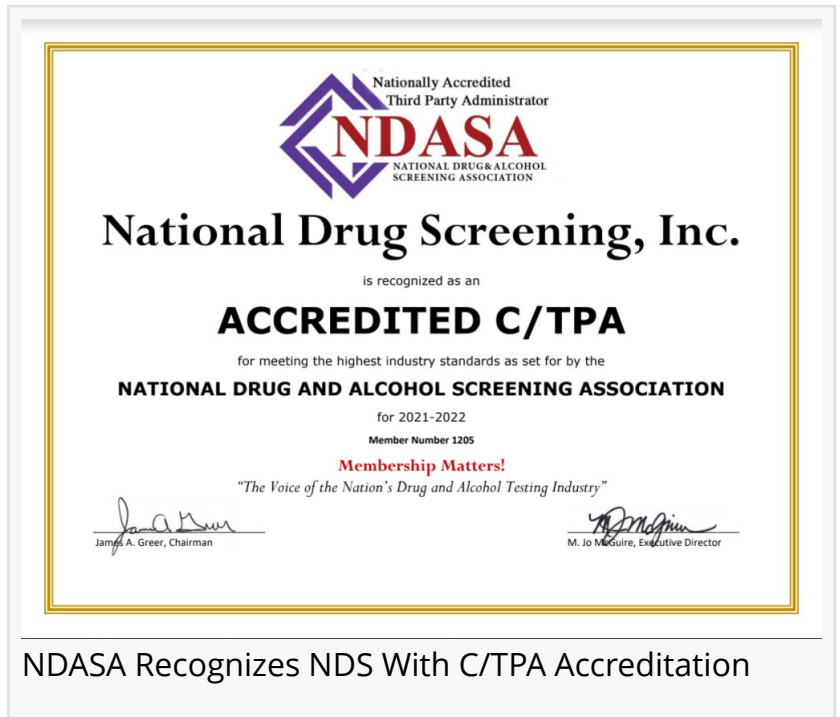 Nationally Accredited
Third Party Administrator
NDASA
NATIONAL DRUG & ALCOHOL
SCREENING ASSOCIATION
National Drug Screening, Inc.
is recognized as an
ACCREDITED C/TPA
for meeting the highest industry standards as set for by the
NATIONAL DRUG AND ALCOHOL SCREENING ASSOCIATION
for 2021-2022
Member Number 1205
Membership Matters!
"The Voice of the Nation's Drug and Alcohol Testing Industry"
James A. Greer, Chairman
M. Jo McGuire, Executive Director
NDASA Recognizes NDS With C/TPA Accreditation